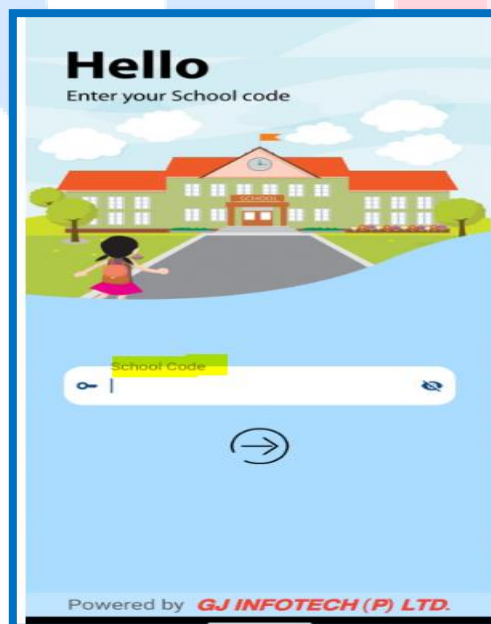 Hello
Enter your School code
SCHOOL
School Code
Powered by GJ INFOTECH (P) LTD.